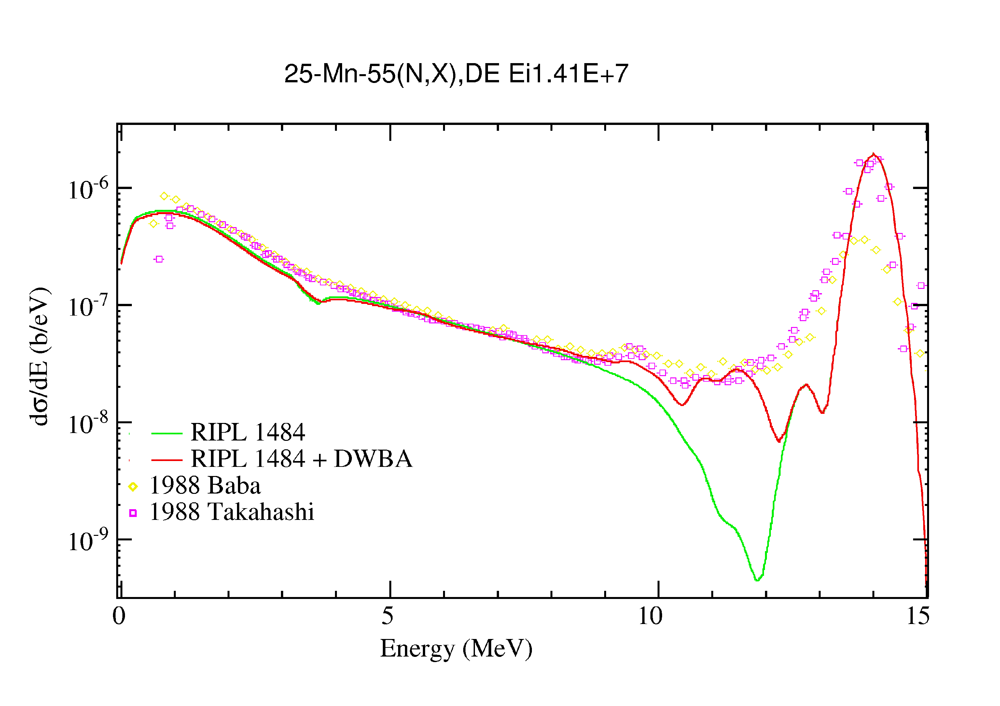 25-Mn-55(N,X),DE Ei1.41E+7
dσ/dE (b/eV)
10-6
10-7
10-8
10-9
RIPL 1484
RIPL 1484 + DWBA
1988 Baba
1988 Takahashi
0 5 10 15
Energy (MeV)